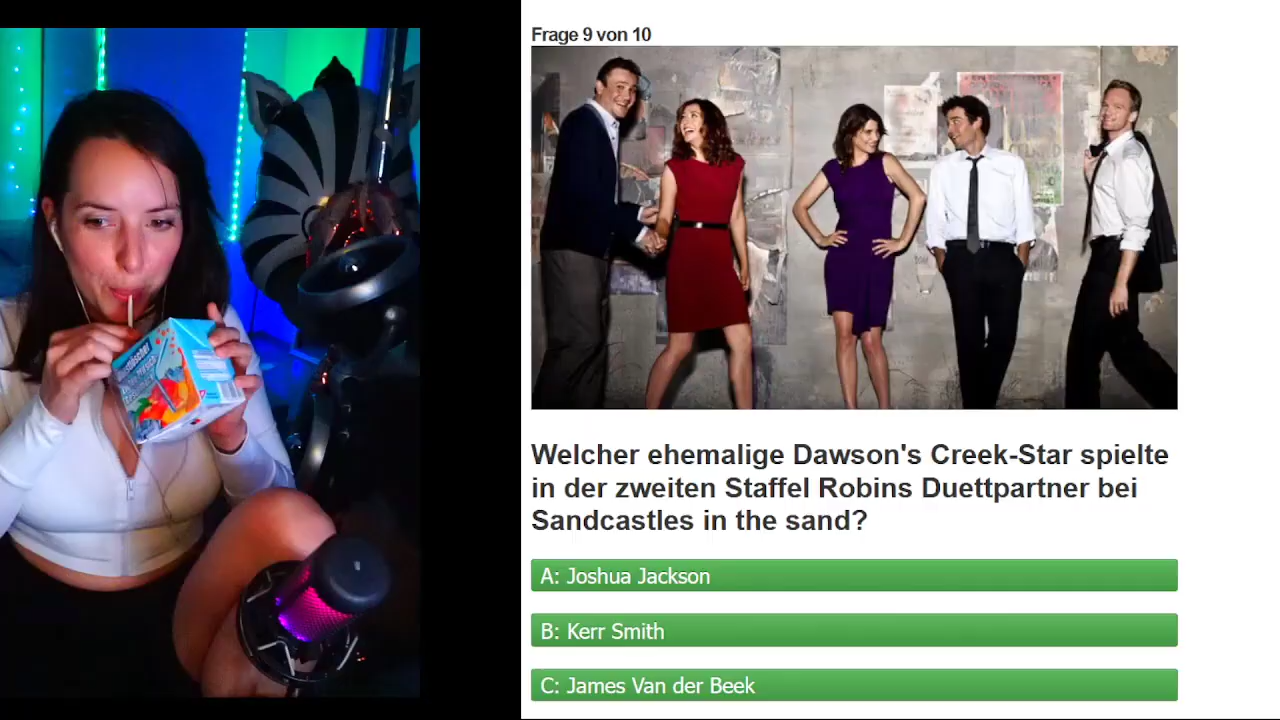 Frage 9 von 10
Welcher ehemalige Dawson's Creek-Star spielte
in der zweiten Staffel Robins Duettpartner bei
Sandcastles in the sand?
A: Joshua Jackson
B: Kerr Smith
C: James Van der Beek